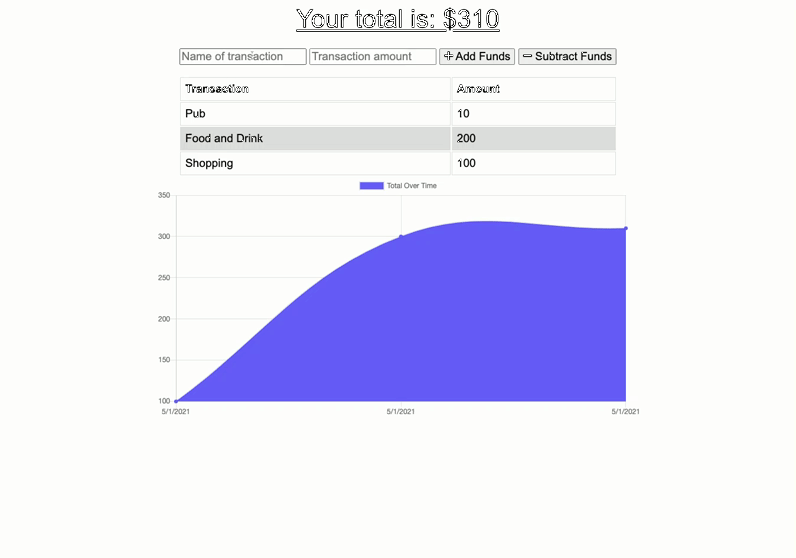 Your total is: $310
Name of transaction Transaction amount + Add Funds − Subtract Funds
Transaction Amount
Pub 10
Food and Drink 200
Shopping 100
Total Over Time
350
300
250
200
150
100
5/1/2021 5/1/2021 5/1/2021